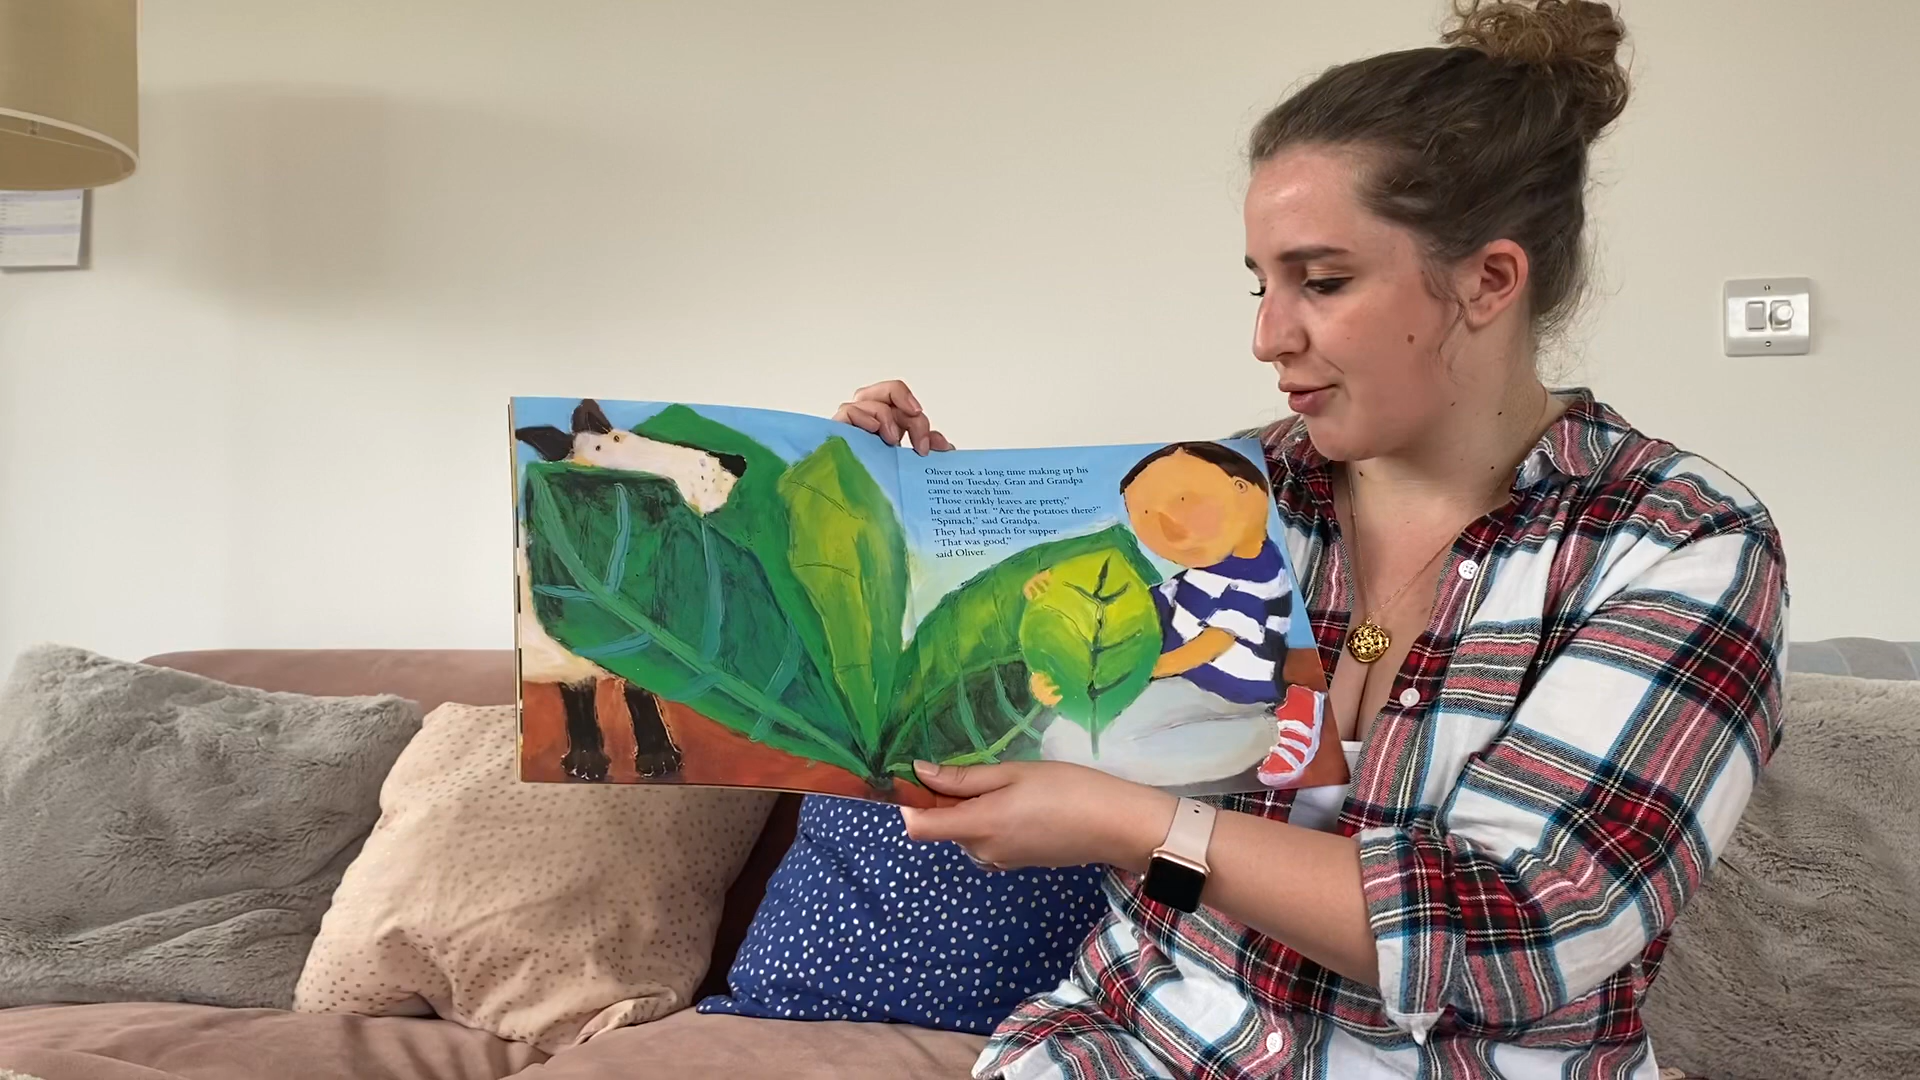 Oliver took a long time making up his
mind on Tuesday. Gran and Grandpa
came to watch him.
"Those crinkly leaves are pretty,"
he said at last. "Are the potatoes there?"
"Spinach," said Grandpa.
They had spinach for supper.
"That was good,"
said Oliver.